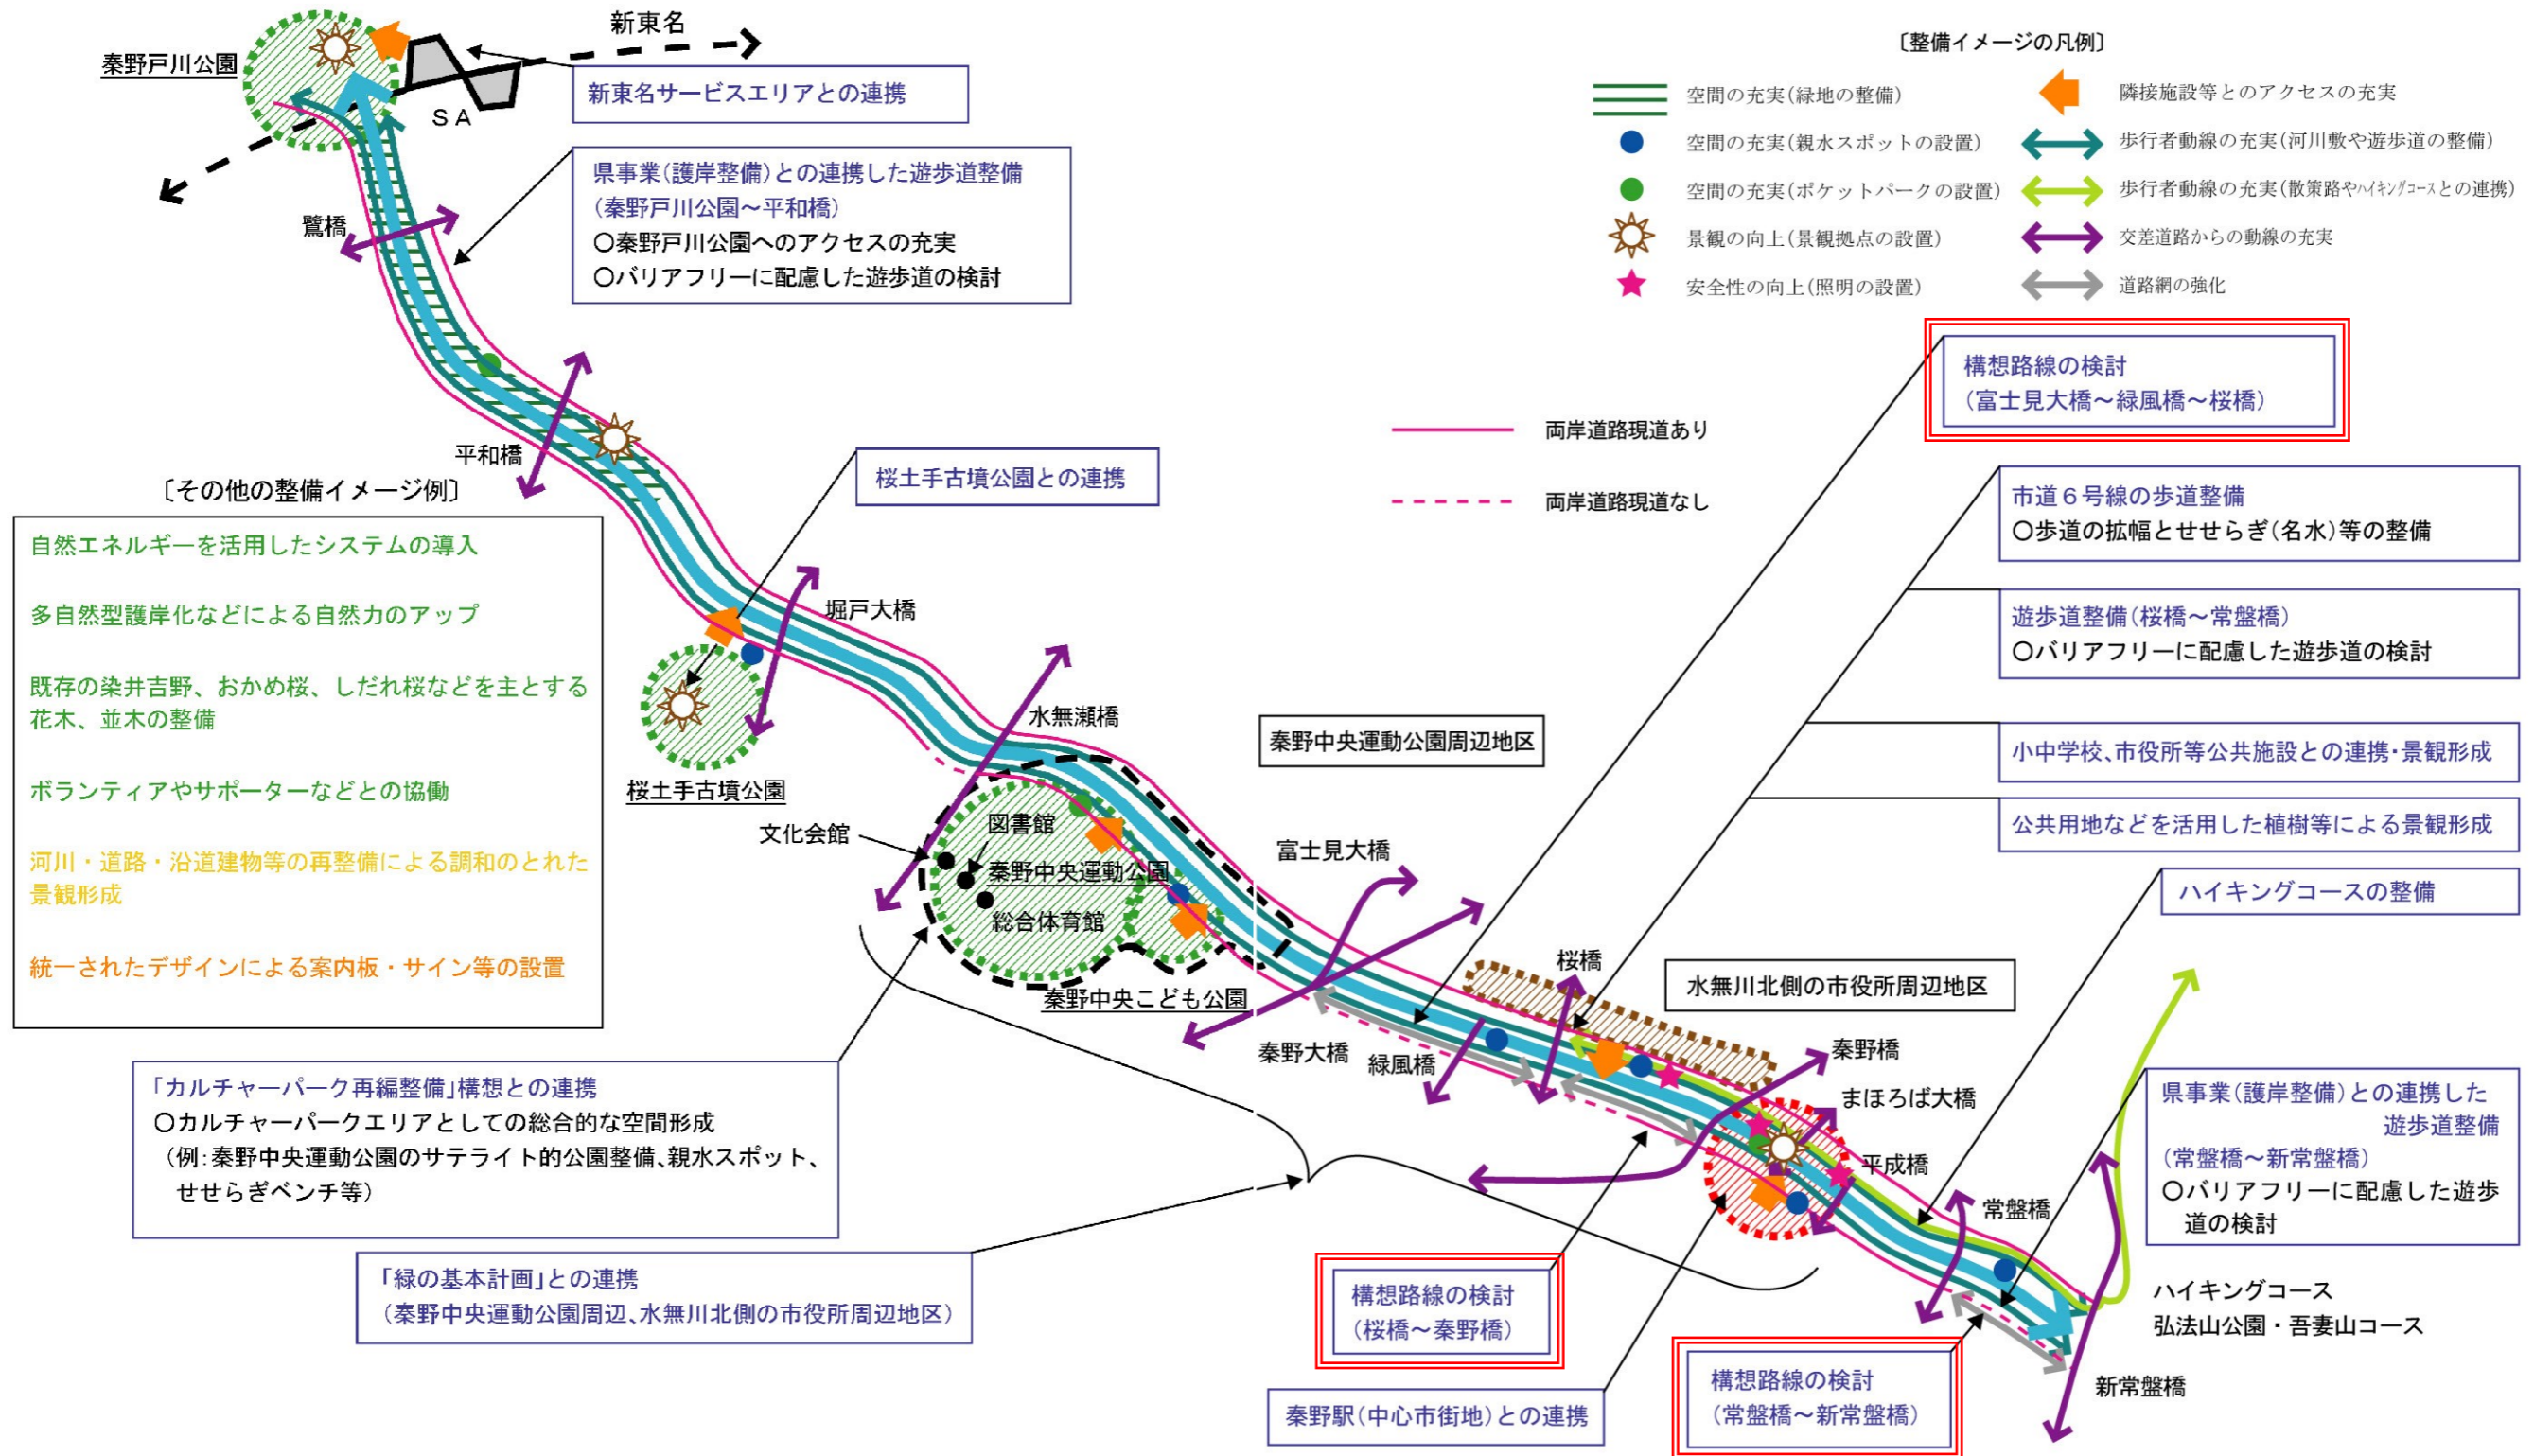 新東名
秦野戸川公園
SA
新東名サービスエリアとの連携
県事業(護岸整備)との連携した遊歩道整備
(秦野戸川公園～平和橋)
〇秦野戸川公園へのアクセスの充実
〇バリアフリーに配慮した遊歩道の検討
鷺橋
平和橋
〔整備イメージの凡例〕
空間の充実(緑地の整備)
空間の充実(親水スポットの設置)
空間の充実(ポケットパークの設置)
景観の向上(景観拠点の設置)
安全性の向上(照明の設置)
隣接施設等とのアクセスの充実
歩行者動線の充実(河川敷や遊歩道の整備)
歩行者動線の充実(散策路やハイキングコースとの連携)
交差道路からの動線の充実
道路網の強化
両岸道路現道あり
両岸道路現道なし
構想路線の検討
(富士見大橋～緑風橋～桜橋)
市道６号線の歩道整備
〇歩道の拡幅とせせらぎ(名水)等の整備
遊歩道整備(桜橋～常盤橋)
〇バリアフリーに配慮した遊歩道の検討
小中学校、市役所等公共施設との連携・景観形成
公共用地などを活用した植樹等による景観形成
ハイキングコースの整備
〔その他の整備イメージ例〕
自然エネルギーを活用したシステムの導入
多自然型護岸化などによる自然力のアップ
既存の染井吉野、おかめ桜、しだれ桜などを主とする
花木、並木の整備
ボランティアやサポーターなどとの協働
河川・道路・沿道建物等の再整備による調和のとれた
景観形成
統一されたデザインによる案内板・サイン等の設置
桜土手古墳公園との連携
堀戸大橋
桜土手古墳公園
水無瀬橋
秦野中央運動公園周辺地区
文化会館
図書館
秦野中央運動公園
総合体育館
秦野中央こども公園
富士見大橋
秦野大橋
緑風橋
桜橋
水無川北側の市役所周辺地区
秦野橋
まほろば大橋
平成橋
常盤橋
新常盤橋
県事業(護岸整備)との連携した
遊歩道整備
(常盤橋～新常盤橋)
〇バリアフリーに配慮した遊歩
道の検討
ハイキングコース
弘法山公園・吾妻山コース
「カルチャーパーク再編整備」構想との連携
〇カルチャーパークエリアとしての総合的な空間形成
(例:秦野中央運動公園のサテライト的公園整備、親水スポット、
せせらぎベンチ等)
「緑の基本計画」との連携
(秦野中央運動公園周辺、水無川北側の市役所周辺地区)
構想路線の検討
(桜橋～秦野橋)
秦野駅(中心市街地)との連携
構想路線の検討
(常盤橋～新常盤橋)